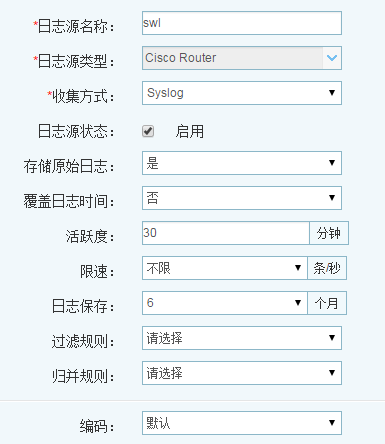 *日志源名称： swl
*日志源类型： Cisco Router
*收集方式： Syslog
日志源状态： 启用
存储原始日志： 是
覆盖日志时间： 否
活跃度： 30 分钟
限速： 不限 条/秒
日志保存： 6 个月
过滤规则： 请选择
归并规则： 请选择
编码： 默认